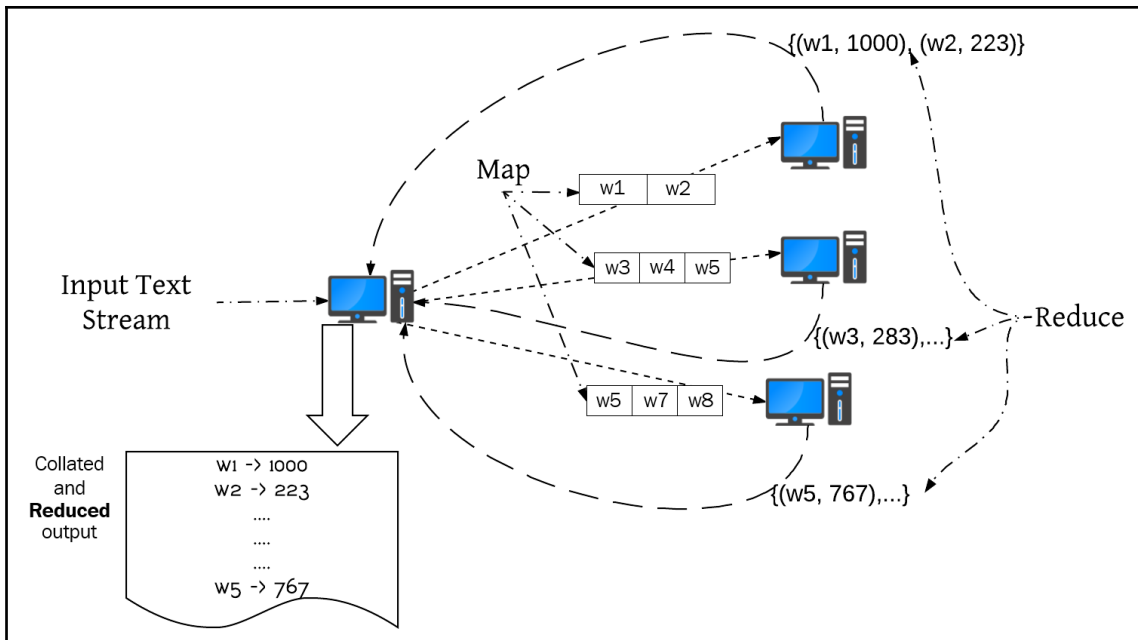 {(w1, 1000), (w2, 223)}
Map
w1 w2
w3 w4 w5
Input Text
Stream
Reduce
{(w3, 283),...}
w5 w7 w8
Collated
and
Reduced
output
W1 -> 1000
W2 -> 223
....
....
....
W5 -> 767
{(w5, 767),...}